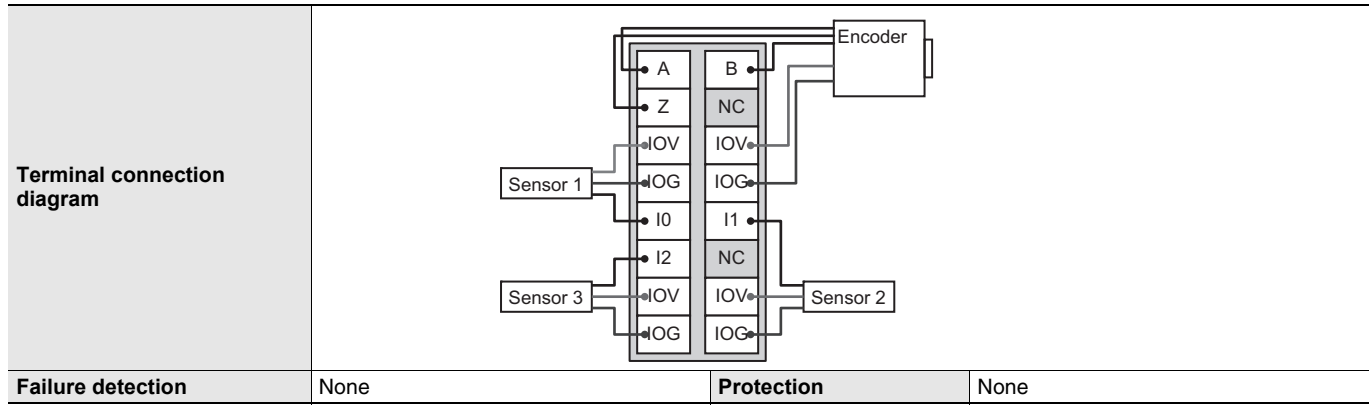 Terminal connection
diagram
Encoder
A B
Z NC
IOV IOV
Sensor 1 IOG IOG
I0 I1
I2 NC
Sensor 3 IOV IOV Sensor 2
IOG IOG
Failure detection None Protection None